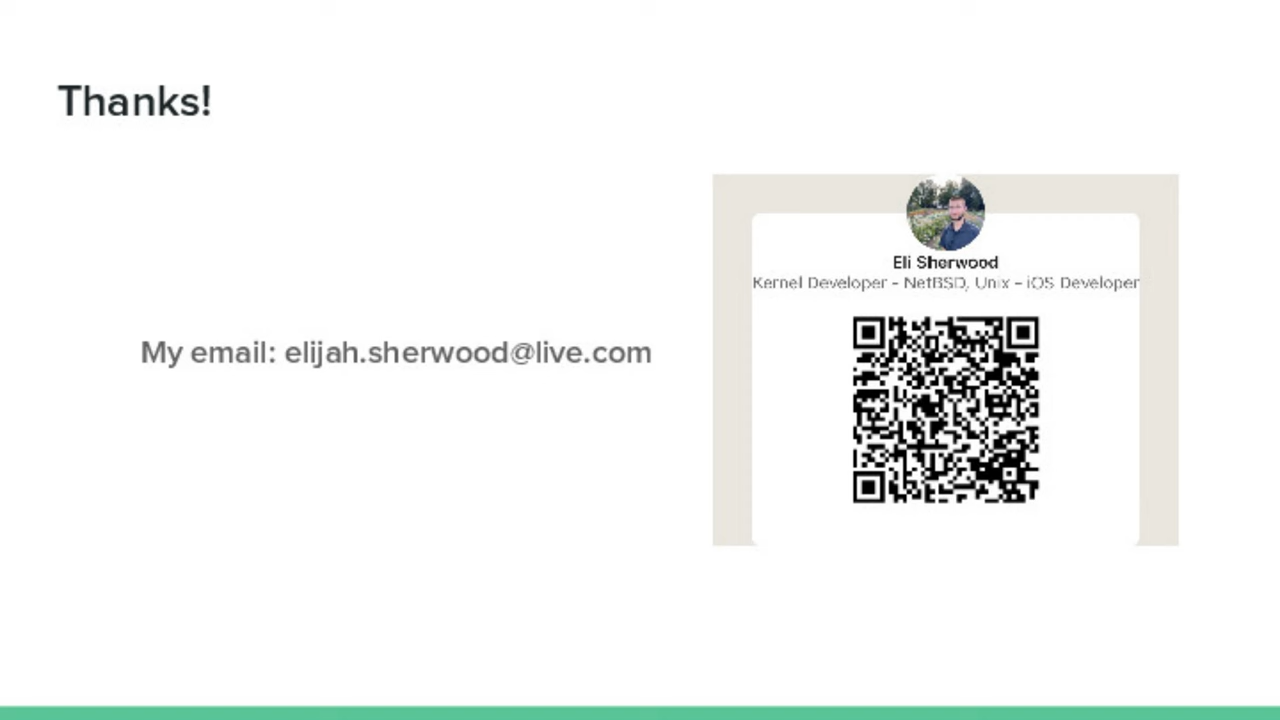 Thanks!
My email: elijah.sherwood@live.com
Eli Sherwood
Kernel Developer - NetBSD, Unix - iOS Developer